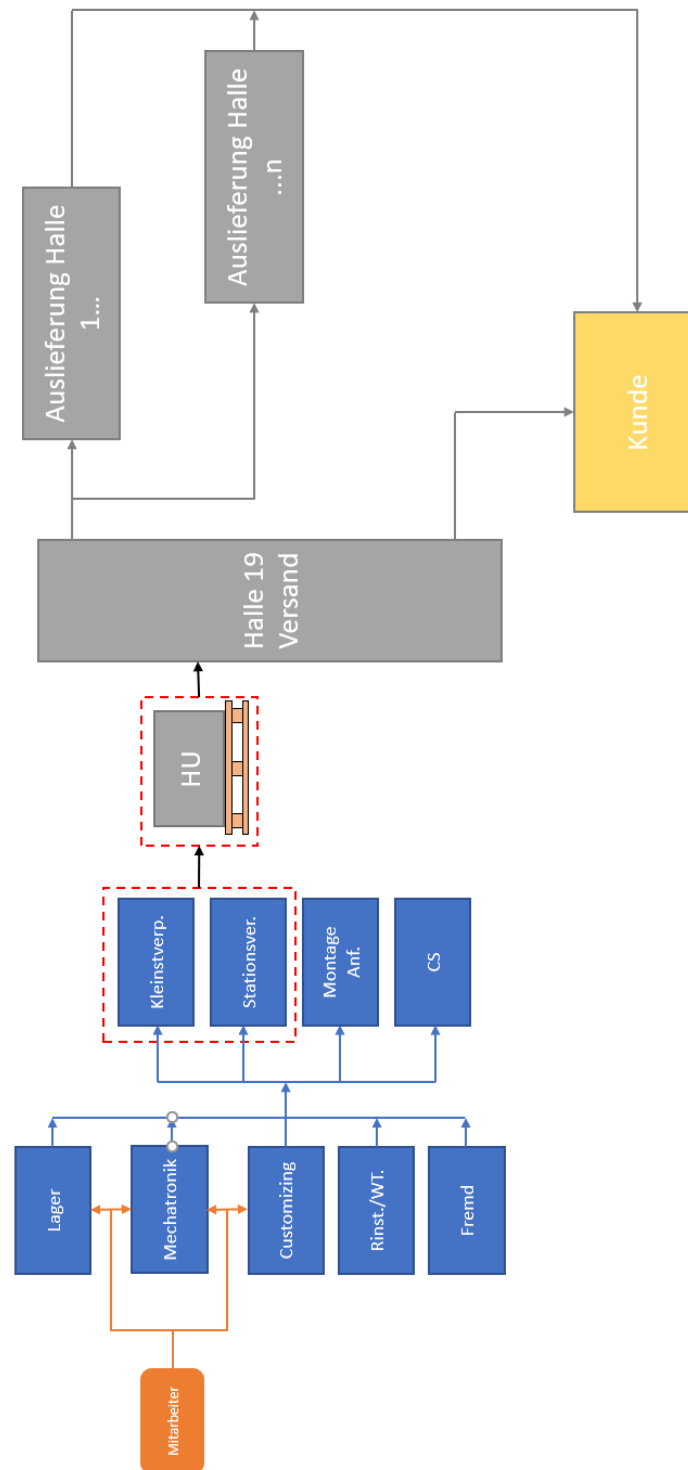 Mitarbeiter
Lager
Mechatronik
Customizing
Rinst./WT.
Fremd
Kleinstverp.
Stationsver.
Montage
Anf.
CS
HU
Halle 19
Versand
Auslieferung Halle
1...
Auslieferung Halle
...n
Kunde